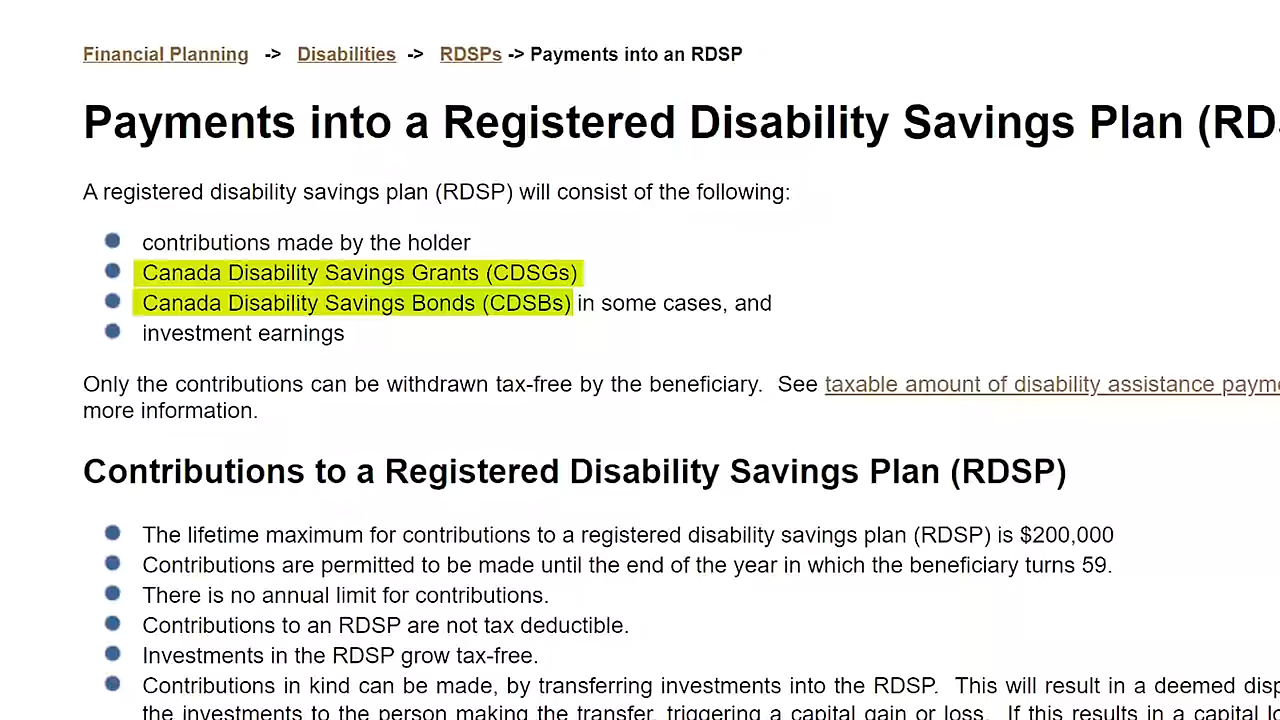 Financial Planning -> Disabilities -> RDSPs -> Payments into an RDSP
Payments into a Registered Disability Savings Plan
A registered disability savings plan (RDSP) will consist of the following:
contributions made by the holder
Canada Disability Savings Grants (CDSGs)
Canada Disability Savings Bonds (CDSBs) in some cases, and
investment earnings
Only the contributions can be withdrawn tax-free by the beneficiary. See taxable amount of disability assistance
more information.
Contributions to a Registered Disability Savings Plan (RDSP)
The lifetime maximum for contributions to a registered disability savings plan (RDSP) is $200,000
Contributions are permitted to be made until the end of the year in which the beneficiary turns 59.
There is no annual limit for contributions.
Contributions to an RDSP are not tax deductible.
Investments in the RDSP grow tax-free.
Contributions in kind can be made, by transferring investments into the RDSP. This will result in a deemed
the investments to the person making the transfer, triggering a capital gain or loss. If this results in a capital